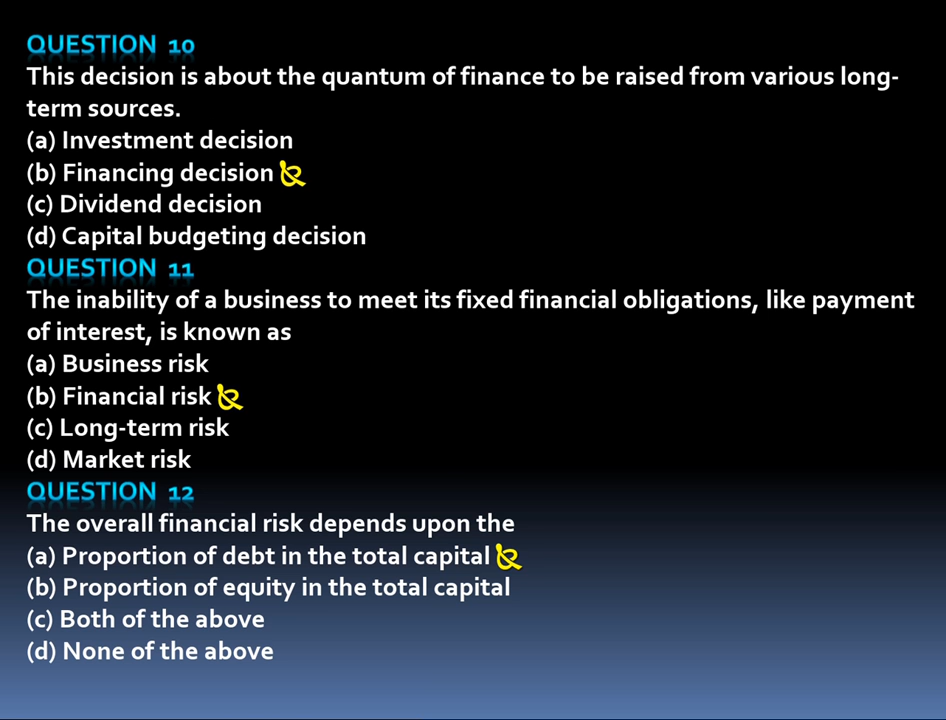 QUESTION 10
This decision is about the quantum of finance to be raised from various long-
term sources.
(a) Investment decision
(b) Financing decision &
(c) Dividend decision
(d) Capital budgeting decision
QUESTION 11
The inability of a business to meet its fixed financial obligations, like payment
of interest, is known as
(a) Business risk
(b) Financial risk &
(c) Long-term risk
(d) Market risk
QUESTION 12
The overall financial risk depends upon the
(a) Proportion of debt in the total capital &
(b) Proportion of equity in the total capital
(c) Both of the above
(d) None of the above